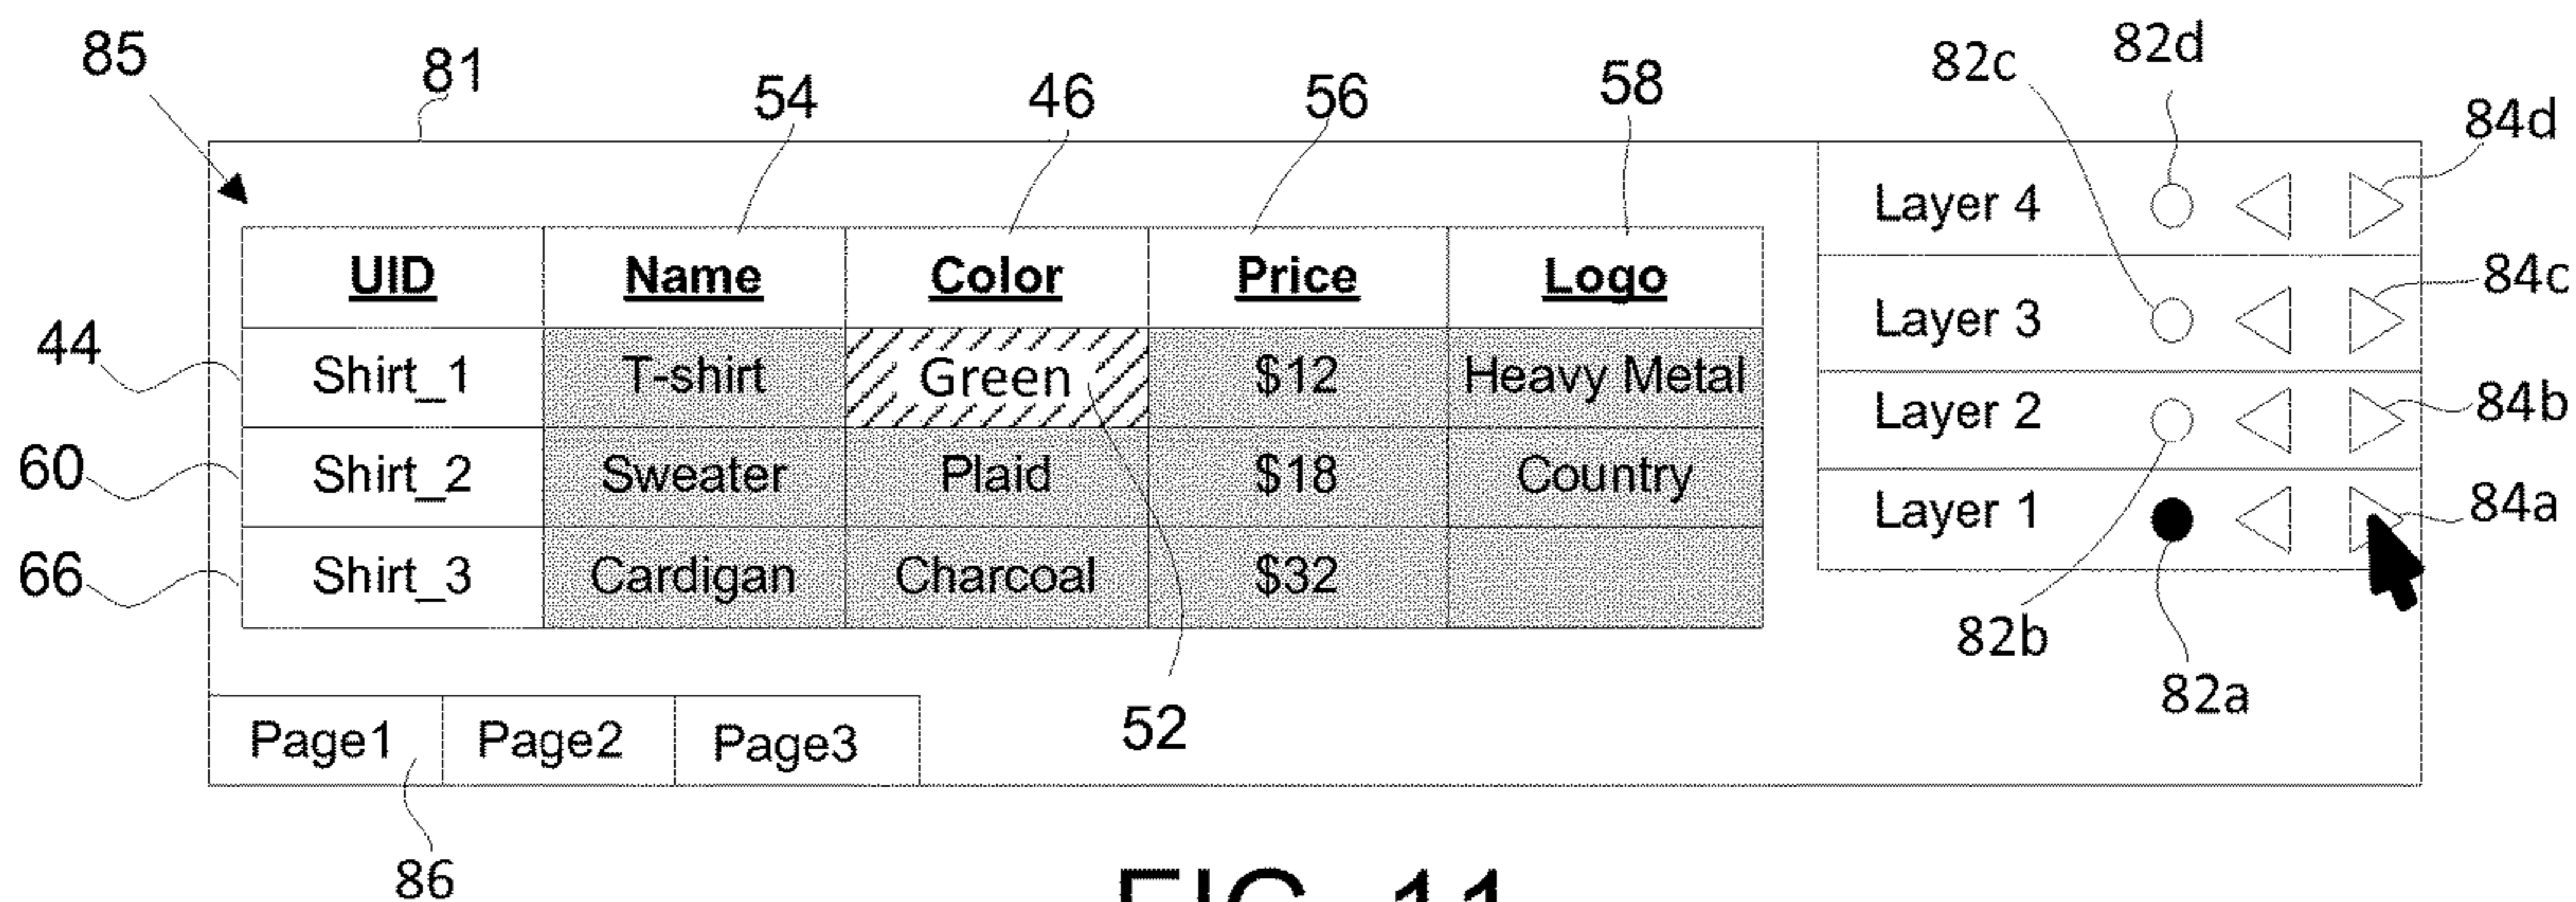 85 81 54 46 56 58 82c 82d 84d
Layer 4
84c
UID Name Color Price Logo
Layer 3
44 Shirt_1 T-shirt Green $12 Heavy Metal
Layer 2 84b
60 Shirt_2 Sweater Plaid $18 Country
Layer 1 84a
66 Shirt_3 Cardigan Charcoal $32
82b
82a
Page1 Page2 Page3 52
86
FIG. 11